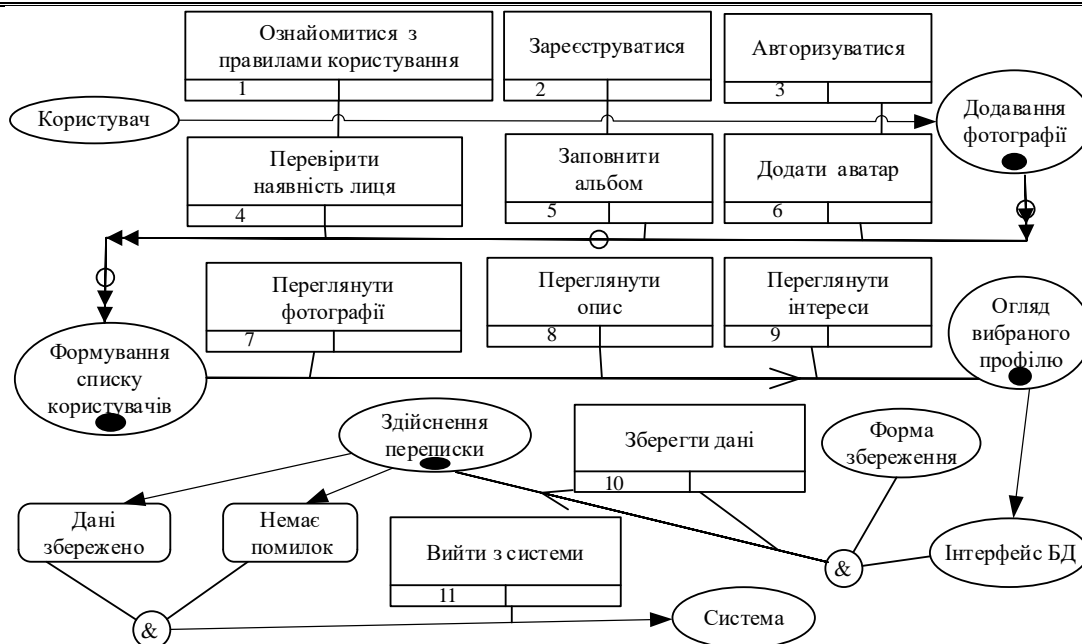 Ознайомитися з
правилами користування
1
Зареєструватися
2
Авторизуватися
3
Користувач
Додавання
фотографії
Перевірити
наявність лиця
4
Заповнити
альбом
5
Додати аватар
6
Переглянути
фотографії
7
Переглянути
опис
8
Переглянути
інтереси
9
Огляд
вибраного
профілю
Формування
списку
користувачів
Здійснення
переписки
Зберегти дані
10
Форма
збереження
Дані
збережено
Немає
помилок
Вийти з системи
11
&
Інтерфейс БД
&
Система